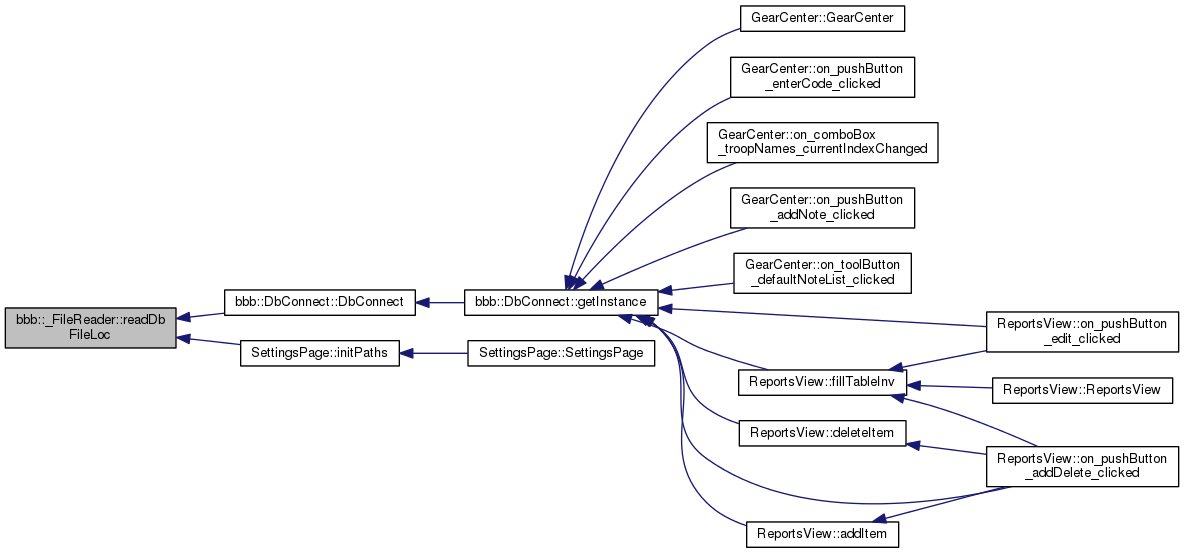 GearCenter::GearCenter
GearCenter::on_pushButton
_enterCode_clicked
GearCenter::on_comboBox
_troopNames_currentIndexChanged
GearCenter::on_pushButton
_addNote_clicked
GearCenter::on_toolButton
_defaultNoteList_clicked
bbb::DbConnect::DbConnect
bbb::DbConnect::getInstance
bbb::_FileReader::readDb
FileLoc
ReportsView::on_pushButton
_edit_clicked
SettingsPage::initPaths
SettingsPage::SettingsPage
ReportsView::fillTableInv
ReportsView::ReportsView
ReportsView::deleteItem
ReportsView::on_pushButton
_addDelete_clicked
ReportsView::addItem